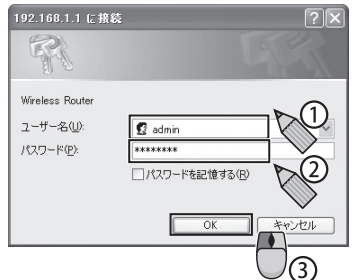 192.168.1.1 に接続
Wireless Router
ユーザー名(U):
admin
①
パスワード(P):
********
②
パスワードを記憶する(R)
OK
キャンセル
③